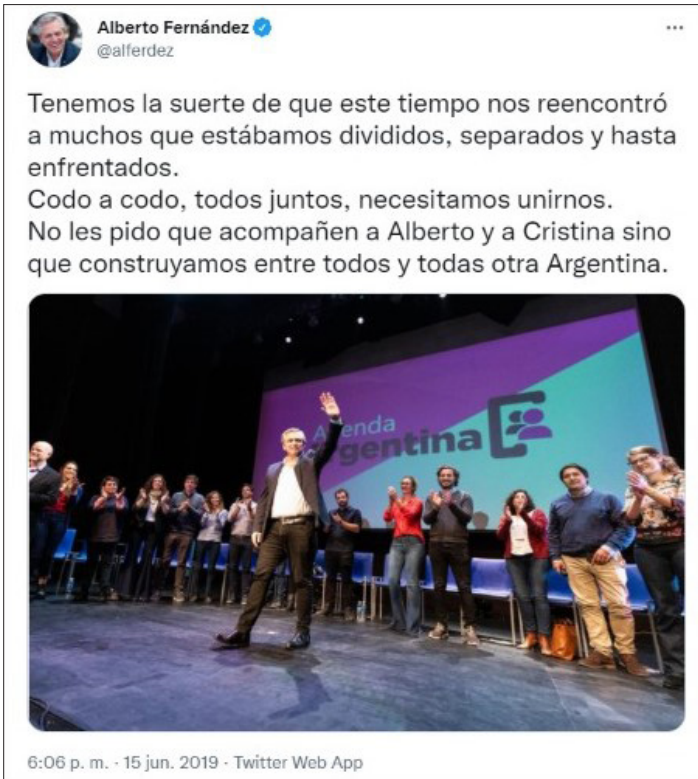 Alberto Fernández
@alferdez
Tenemos la suerte de que este tiempo nos reencontró
a muchos que estábamos divididos, separados y hasta
enfrentados.
Codo a codo, todos juntos, necesitamos unirnos.
No les pido que acompañen a Alberto y a Cristina sino
que construyamos entre todos y todas otra Argentina.
Agenda
Argentina
6:06 p. m. · 15 jun. 2019 · Twitter Web App